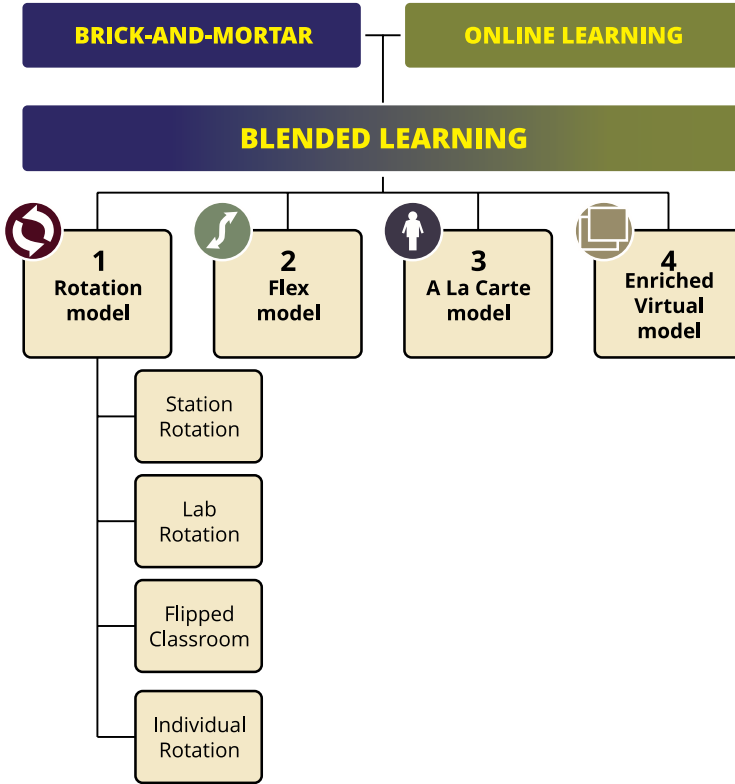 BRICK-AND-MORTAR
ONLINE LEARNING
BLENDED LEARNING
1
Rotation
model
2
Flex
model
3
A La Carte
model
4
Enriched
Virtual
model
Station
Rotation
Lab
Rotation
Flipped
Classroom
Individual
Rotation